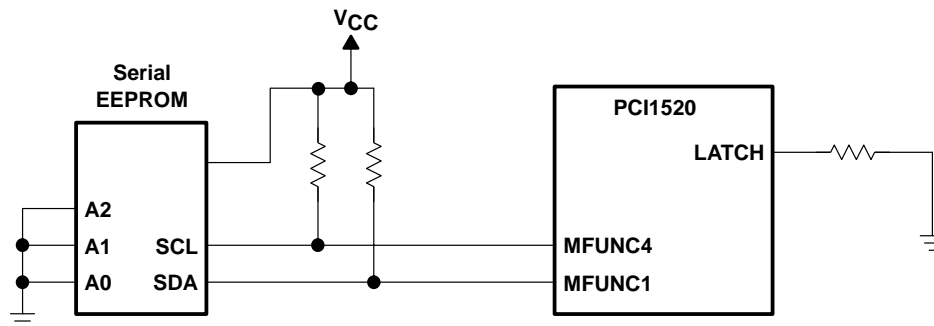 VCC
Serial
EEPROM
PCI1520
LATCH
A2
A1
SCL
MFUNC4
A0
SDA
MFUNC1